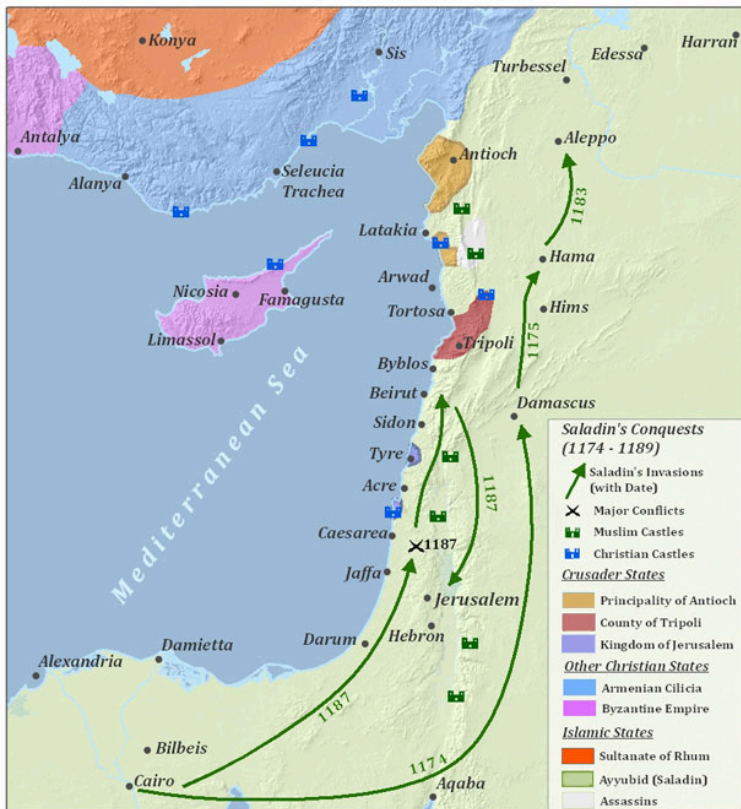 Konya
Sis
Edessa
Harran
Turbessel
Antalya
Aleppo
Antioch
Alanya
Seleucia
Trachea
1183
Latakia
Hama
Arwad
Nicosia
Famagusta
Hims
Tortosa
Limassol
Tripoli
1175
Byblos
Beirut
Damascus
Sidon
Mediterranean Sea
Tyre
1187
Acre
Caesarea
1187
Jaffa
Jerusalem
Hebron
Darum
Damietta
Alexandria
1187
Bilbeis
1174
Cairo
Aqaba
Saladin's Conquests
(1174 - 1189)
Saladin's Invasions
(with Date)
Major Conflicts
Muslim Castles
Christian Castles
Crusader States
Principality of Antioch
County of Tripoli
Kingdom of Jerusalem
Other Christian States
Armenian Cilicia
Byzantine Empire
Islamic States
Sultanate of Rhum
Ayyubid (Saladin)
Assassins